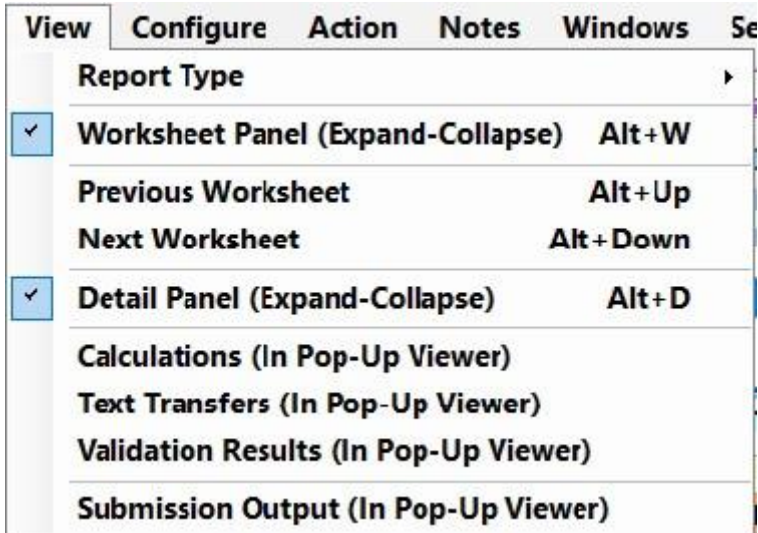 View Configure Action Notes Windows Se
Report Type
Worksheet Panel (Expand-Collapse) Alt+W
Previous Worksheet Alt+Up
Next Worksheet Alt+Down
Detail Panel (Expand-Collapse) Alt+D
Calculations (In Pop-Up Viewer)
Text Transfers (In Pop-Up Viewer)
Validation Results (In Pop-Up Viewer)
Submission Output (In Pop-Up Viewer)